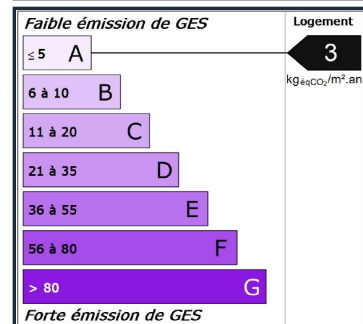 Faible émission de GES
Logement
≤ 5 A
3
kgéqCO₂/m².an
6 à 10 B
11 à 20 C
21 à 35 D
36 à 55 E
56 à 80 F
> 80 G
Forte émission de GES